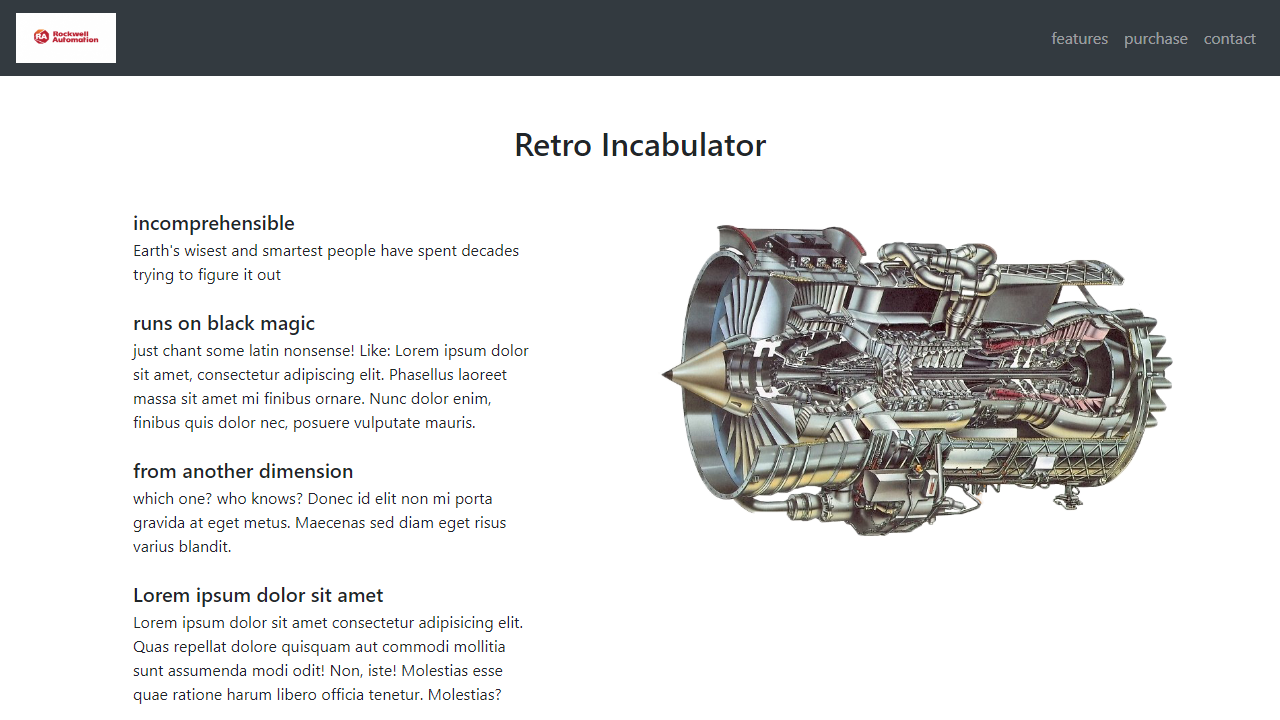 RA Rockwell
Automation
features purchase contact
Retro Incabulator
incomprehensible
Earth's wisest and smartest people have spent decades
trying to figure it out
runs on black magic
just chant some latin nonsense! Like: Lorem ipsum dolor
sit amet, consectetur adipiscing elit. Phasellus laoreet
massa sit amet mi finibus ornare. Nunc dolor enim,
finibus quis dolor nec, posuere vulputate mauris.
from another dimension
which one? who knows? Donec id elit non mi porta
gravida at eget metus. Maecenas sed diam eget risus
varius blandit.
Lorem ipsum dolor sit amet
Lorem ipsum dolor sit amet consectetur adipisicing elit.
Quas repellat dolore quisquam aut commodi mollitia
sunt assumenda modi odit! Non, iste! Molestias esse
quae ratione harum libero officia tenetur. Molestias?